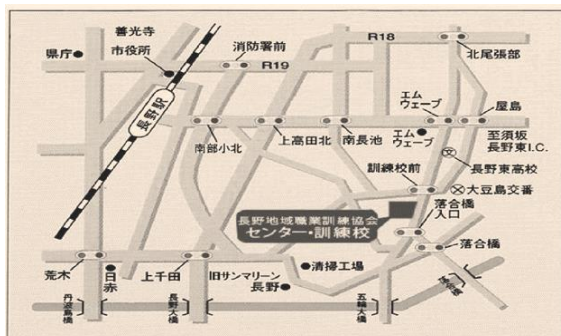 善光寺
県庁
市役所
消防署前
R18
R19
北尾張部
長野駅
エム
ウェーブ
屋島
南部小北
上高田北
南長池
エム
ウェーブ
至須坂
長野東I.C.
文
長野東高校
訓練校前
大豆島交番
長野地域職業訓練協会
センター・訓練校
落合橋
入口
落合橋
荒木
日赤
上千田
旧サンマリーン
長野
清掃工場
丹波島橋
長野大橋
五輪大橋